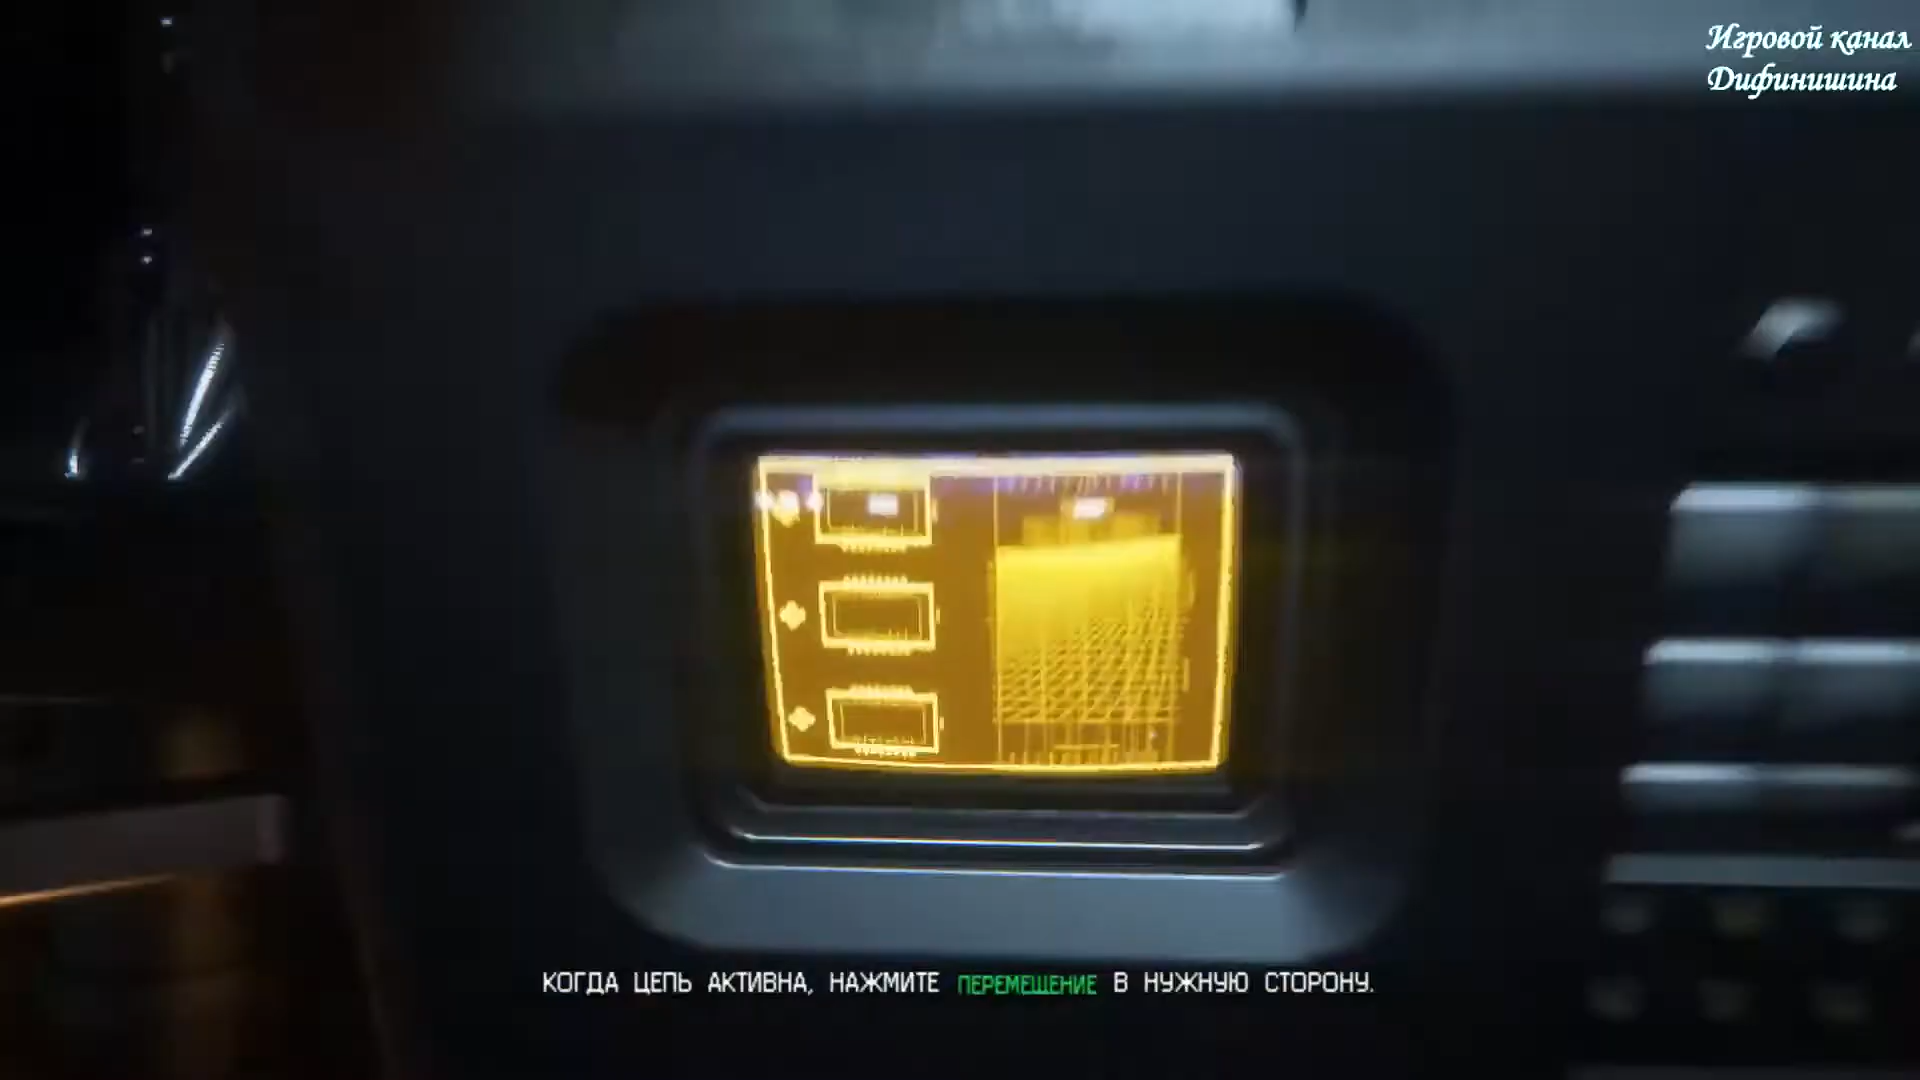 Игровой канал
Дифинишина
КОГДА ЦЕПЬ АКТИВНА, НАЖМИТЕ ПЕРЕМЕЩЕНИЕ В НУЖНУЮ СТОРОНУ.